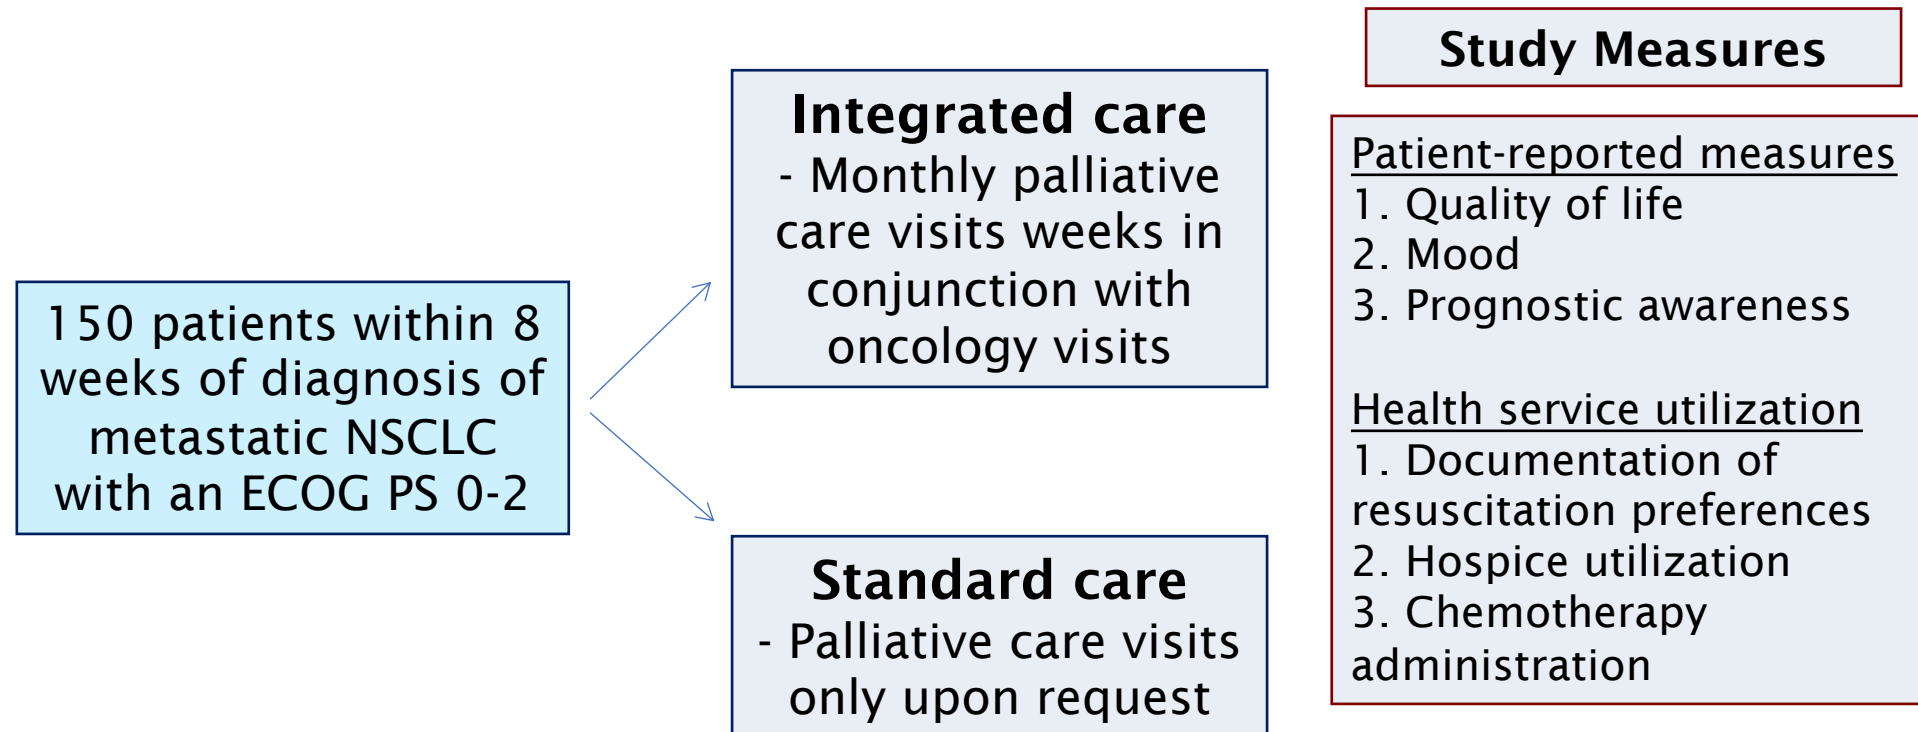 150 patients within 8
weeks of diagnosis of
metastatic NSCLC
with an ECOG PS 0-2
Integrated care
- Monthly palliative
care visits weeks in
conjunction with
oncology visits
Standard care
- Palliative care visits
only upon request
Study Measures
Patient-reported measures
1. Quality of life
2. Mood
3. Prognostic awareness
Health service utilization
1. Documentation of
resuscitation preferences
2. Hospice utilization
3. Chemotherapy
administration